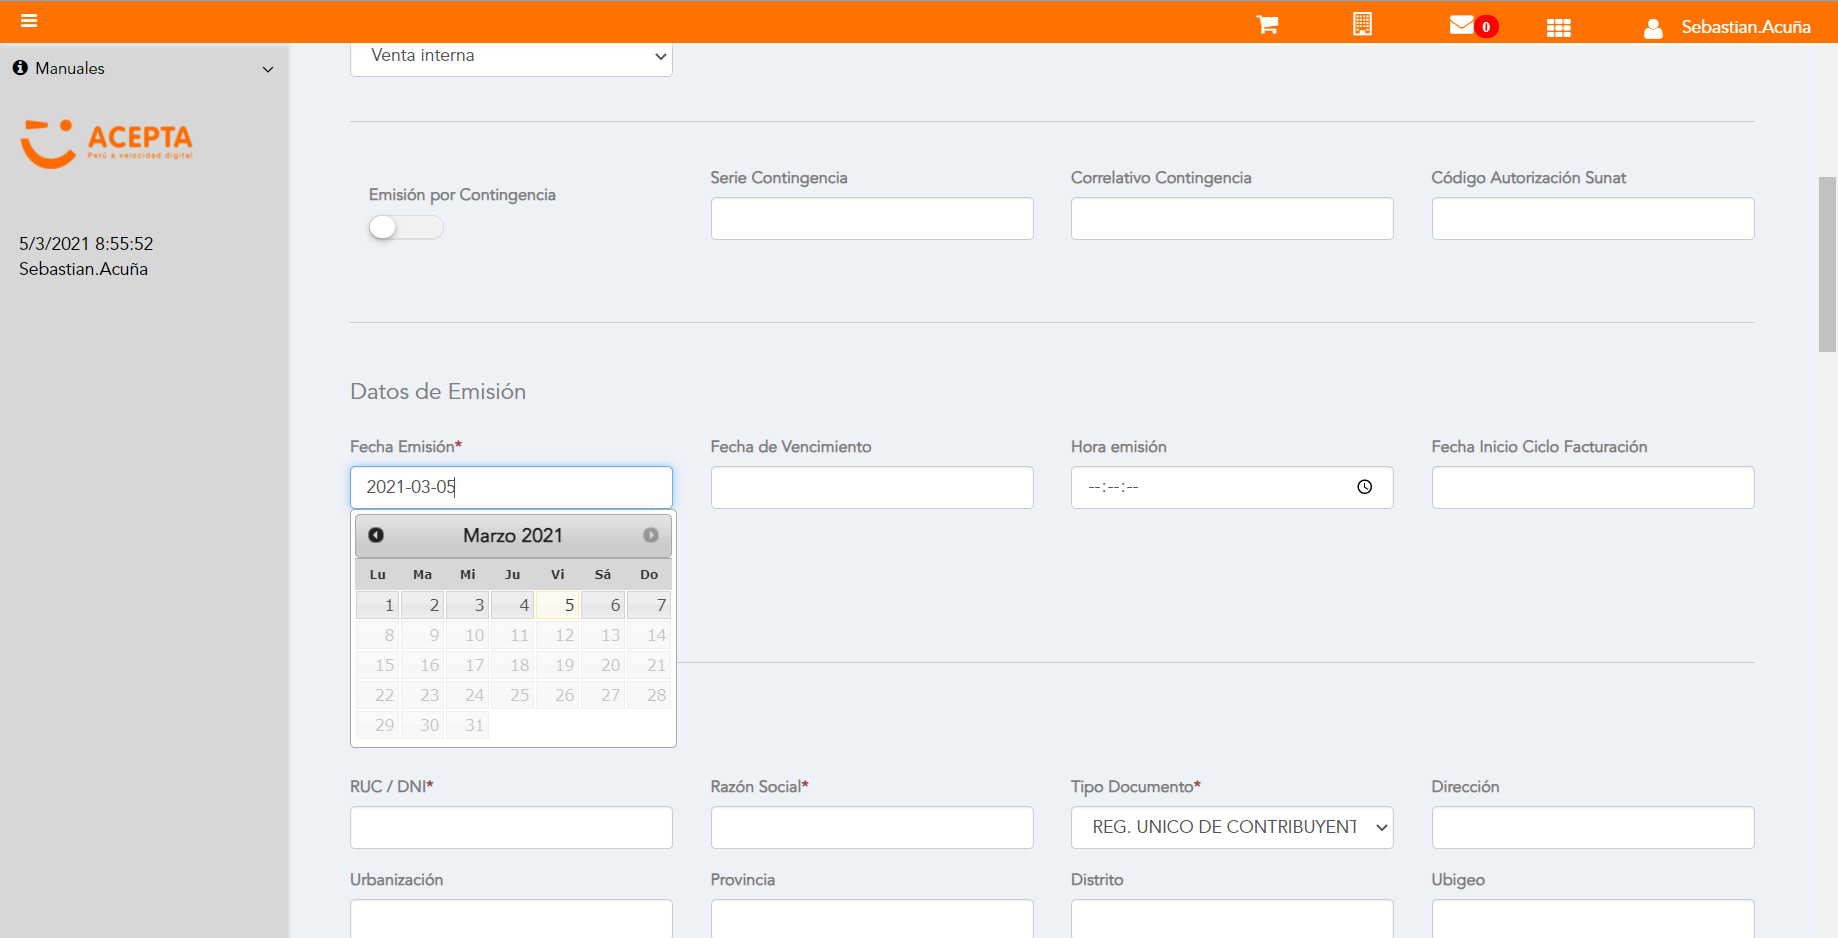 0
Sebastian.Acuña
Manuales
ACEPTA
Perú a velocidad digital
5/3/2021 8:55:52
Sebastian.Acuña
Venta interna
Emisión por Contingencia
Serie Contingencia
Correlativo Contingencia
Código Autorización Sunat
Datos de Emisión
Fecha Emisión*
Fecha de Vencimiento
Hora emisión
Fecha Inicio Ciclo Facturación
2021-03-05
--:--:--
Marzo 2021
Lu Ma Mi Ju Vi Sá Do
1 2 3 4 5 6 7
8 9 10 11 12 13 14
15 16 17 18 19 20 21
22 23 24 25 26 27 28
29 30 31
RUC / DNI*
Razón Social*
Tipo Documento*
Dirección
REG. UNICO DE CONTRIBUYENT
Urbanización
Provincia
Distrito
Ubigeo